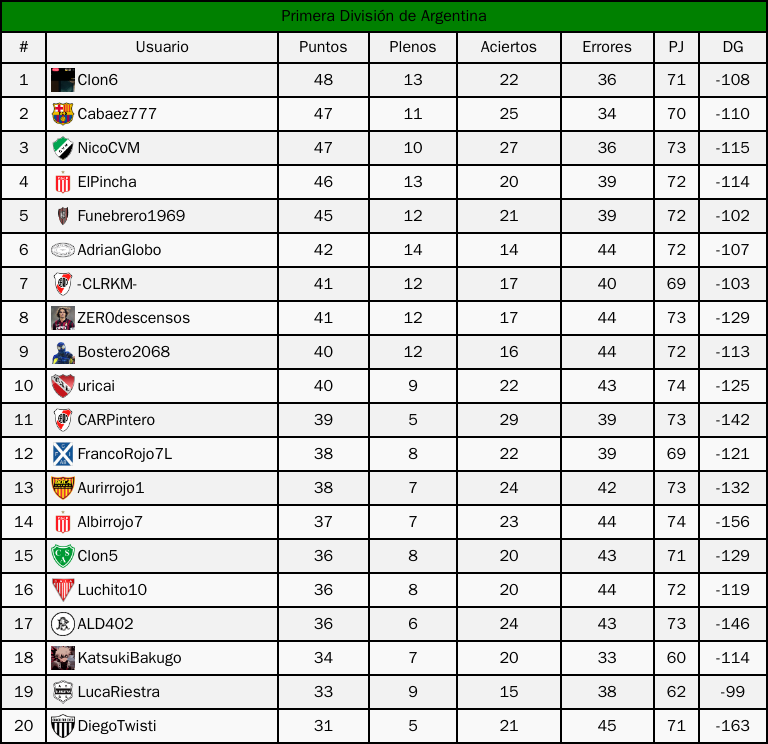 Primera División de Argentina
# Usuario Puntos Plenos Aciertos Errores PJ DG
1 Clon6 48 13 22 36 71 -108
2 Cabaez777 47 11 25 34 70 -110
3 NicoCVM 47 10 27 36 73 -115
4 ElPincha 46 13 20 39 72 -114
5 Funebrero1969 45 12 21 39 72 -102
6 AdrianGlobo 42 14 14 44 72 -107
7 -CLRKM- 41 12 17 40 69 -103
8 ZER0descensos 41 12 17 44 73 -129
9 Bostero2068 40 12 16 44 72 -113
10 uricai 40 9 22 43 74 -125
11 CARPintero 39 5 29 39 73 -142
12 FrancoRojo7L 38 8 22 39 69 -121
13 Aurirrojo1 38 7 24 42 73 -132
14 Albirrojo7 37 7 23 44 74 -156
15 Clon5 36 8 20 43 71 -129
16 Luchito10 36 8 20 44 72 -119
17 ALD402 36 6 24 43 73 -146
18 KatsukiBakugo 34 7 20 33 60 -114
19 LucaRiestra 33 9 15 38 62 -99
20 DiegoTwisti 31 5 21 45 71 -163